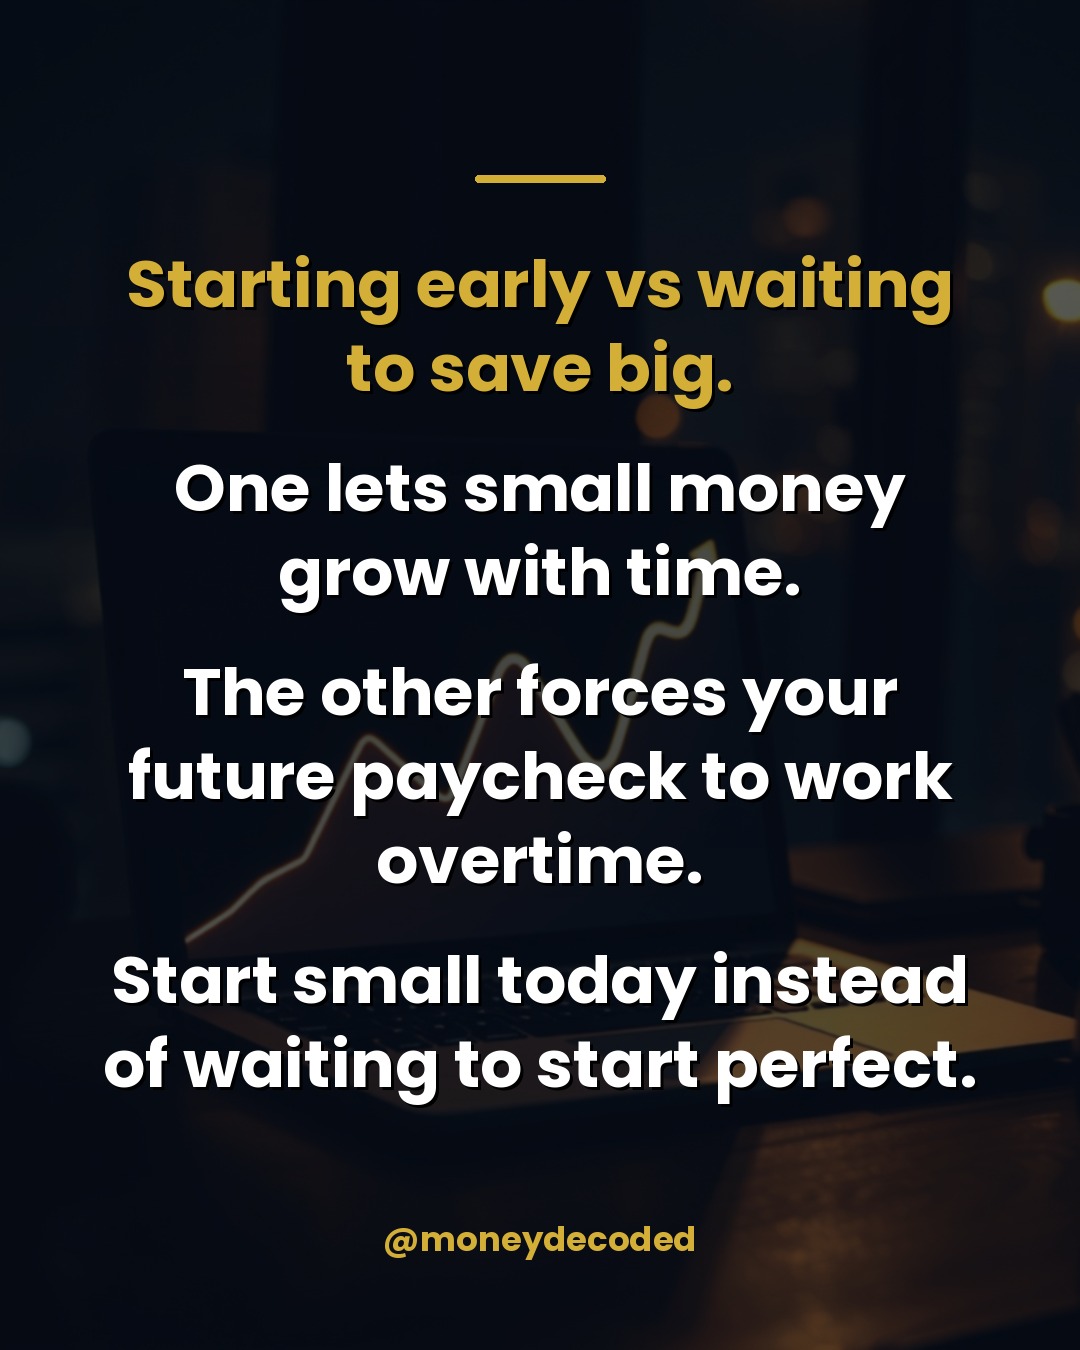 Starting early vs waiting
to save big.
One lets small money
grow with time.
The other forces your
future paycheck to work
overtime.
Start small today instead
of waiting to start perfect.
@moneydecoded